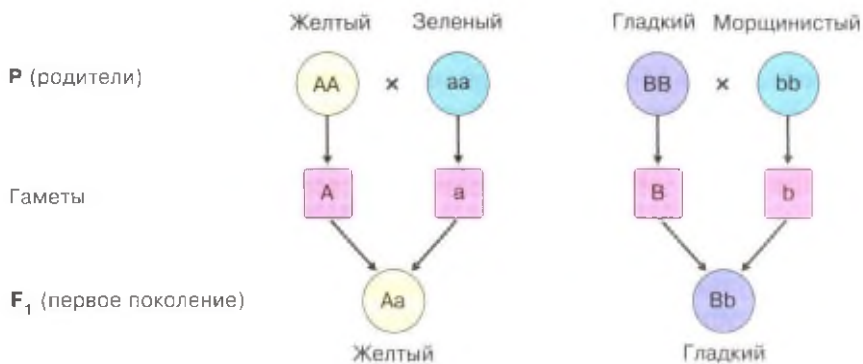 Желтый Зеленый Гладкий Морщинистый
P (родители) AA × aa BB × bb
Гаметы A a B b
F₁ (первое поколение) Aa Bb
Желтый Гладкий